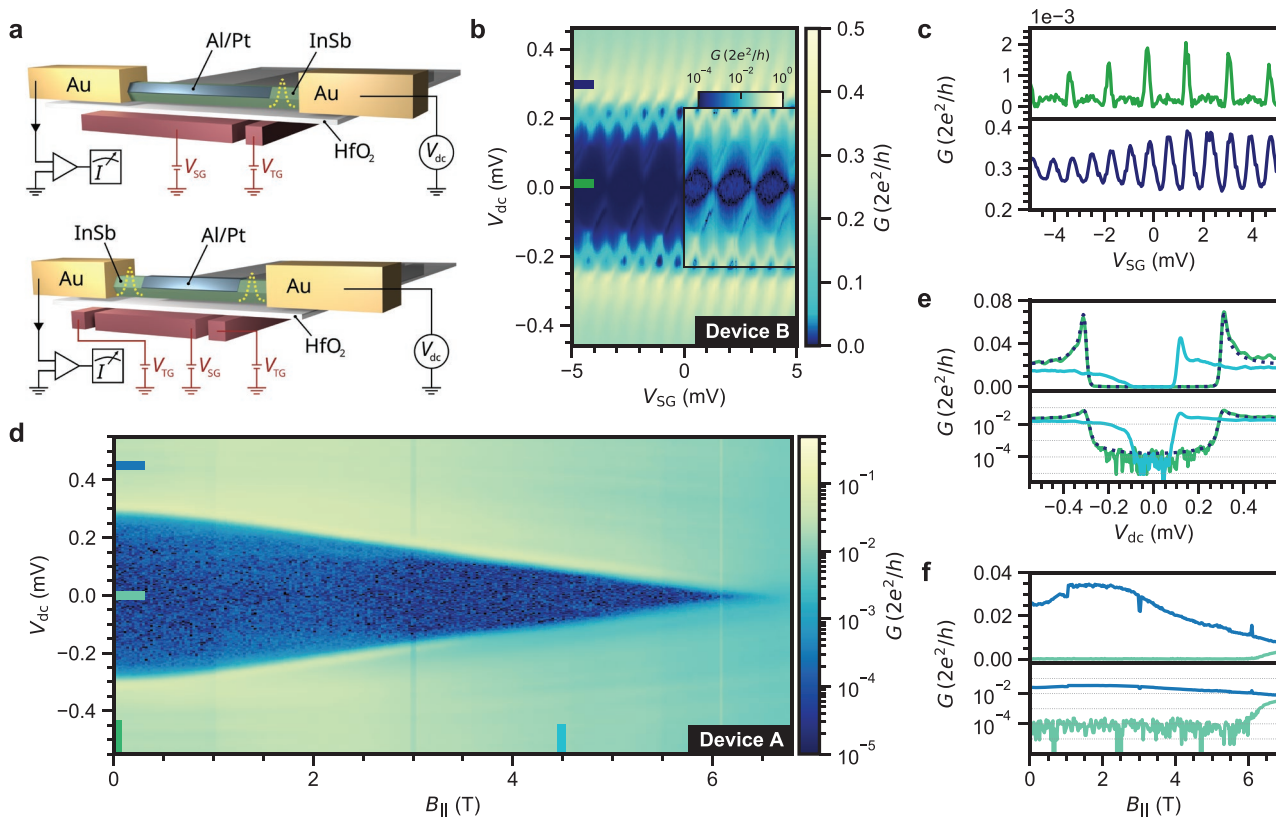 a
Al/Pt
InSb
Au
Au
HfO2
VSG
VTG
Vdc
I
InSb
Al/Pt
Au
Au
HfO2
VTG
VSG
VTG
Vdc
I
b
Vdc (mV)
0.4
0.2
0.0
−0.2
−0.4
G (2e²/h)
10⁻⁴ 10⁻² 10⁰
Device B
−5 0 5
VSG (mV)
0.5
0.4
0.3
0.2
0.1
0.0
G (2e²/h)
c
1e−3
2
1
0
0.4
0.3
0.2
G (2e²/h)
−4 −2 0 2 4
VSG (mV)
d
Vdc (mV)
0.4
0.2
0.0
−0.2
−0.4
Device A
0 2 4 6
B|| (T)
10⁻¹
10⁻²
10⁻³
10⁻⁴
10⁻⁵
G (2e²/h)
e
0.08
0.04
0.00
10⁻²
10⁻⁴
G (2e²/h)
−0.4 −0.2 0.0 0.2 0.4
Vdc (mV)
f
0.04
0.02
0.00
10⁻²
10⁻⁴
G (2e²/h)
0 2 4 6
B|| (T)